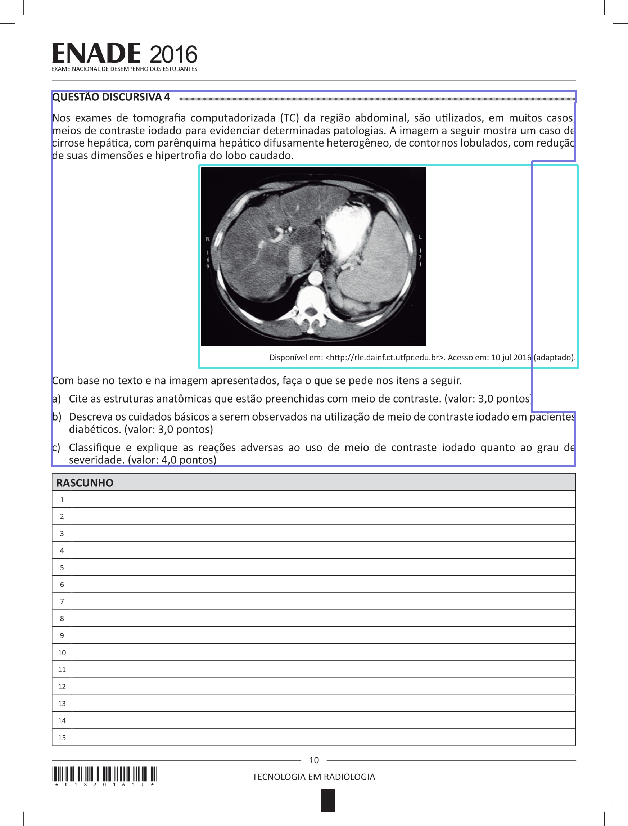 ENADE 2016
EXAME NACIONAL DE DESEMPENHO DOS ESTUDANTES
QUESTÃO DISCURSIVA 4
Nos exames de tomografia computadorizada (TC) da região abdominal, são utilizados, em muitos casos,
meios de contraste iodado para evidenciar determinadas patologias. A imagem a seguir mostra um caso de
cirrose hepática, com parênquima hepático difusamente heterogêneo, de contornos lobulados, com redução
de suas dimensões e hipertrofia do lobo caudado.
R
L
Disponível em: <http://rle.dainf.ct.utfpr.edu.br>. Acesso em: 10 jul 2016 (adaptado).
Com base no texto e na imagem apresentados, faça o que se pede nos itens a seguir.
a) Cite as estruturas anatômicas que estão preenchidas com meio de contraste. (valor: 3,0 pontos)
b) Descreva os cuidados básicos a serem observados na utilização de meio de contraste iodado em pacientes
diabéticos. (valor: 3,0 pontos)
c) Classifique e explique as reações adversas ao uso de meio de contraste iodado quanto ao grau de
severidade. (valor: 4,0 pontos)
RASCUNHO
1
2
3
4
5
6
7
8
9
10
11
12
13
14
15
10
TECNOLOGIA EM RADIOLOGIA